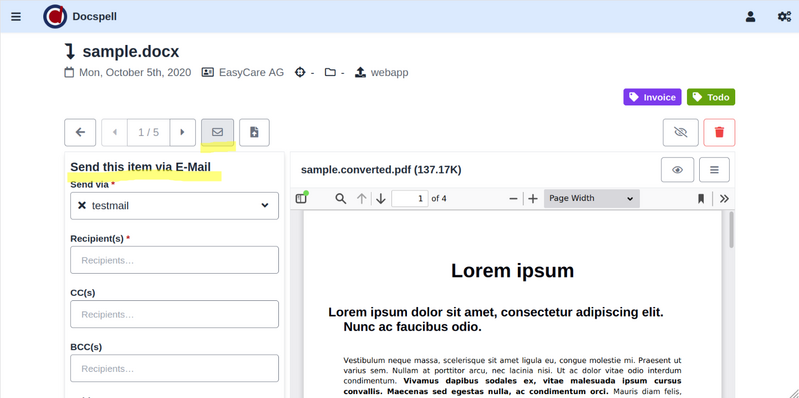 Docspell
sample.docx
Mon, October 5th, 2020 EasyCare AG - - webapp
Invoice Todo
1 / 5
Send this item via E-Mail
Send via *
testmail
Recipient(s) *
Recipients…
CC(s)
Recipients…
BCC(s)
Recipients…
sample.converted.pdf (137.17K)
1 of 4 Page Width
Lorem ipsum
Lorem ipsum dolor sit amet, consectetur adipiscing elit.
Nunc ac faucibus odio.
Vestibulum neque massa, scelerisque sit amet ligula eu, congue molestie mi. Praesent ut
varius sem. Nullam at porttitor arcu, nec lacinia nisi. Ut ac dolor vitae odio interdum
condimentum. Vivamus dapibus sodales ex, vitae malesuada ipsum cursus
convallis. Maecenas sed egestas nulla, ac condimentum orci. Mauris diam felis,